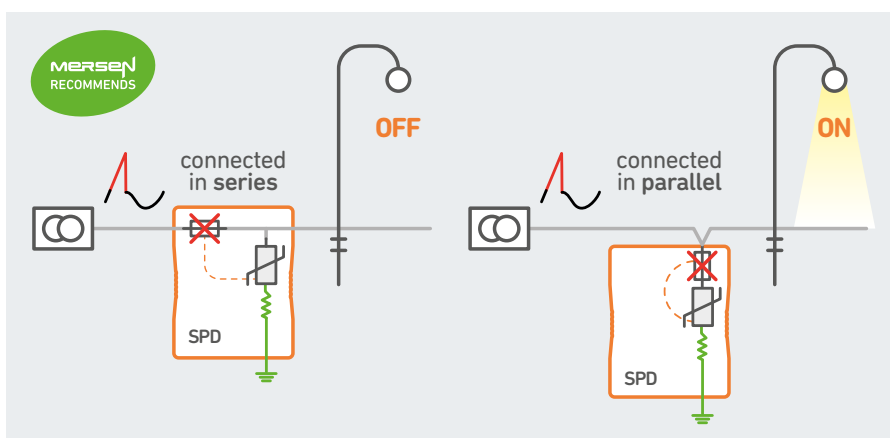 MERSEN
RECOMMENDS
OFF
connected
in series
SPD
ON
connected
in parallel
SPD